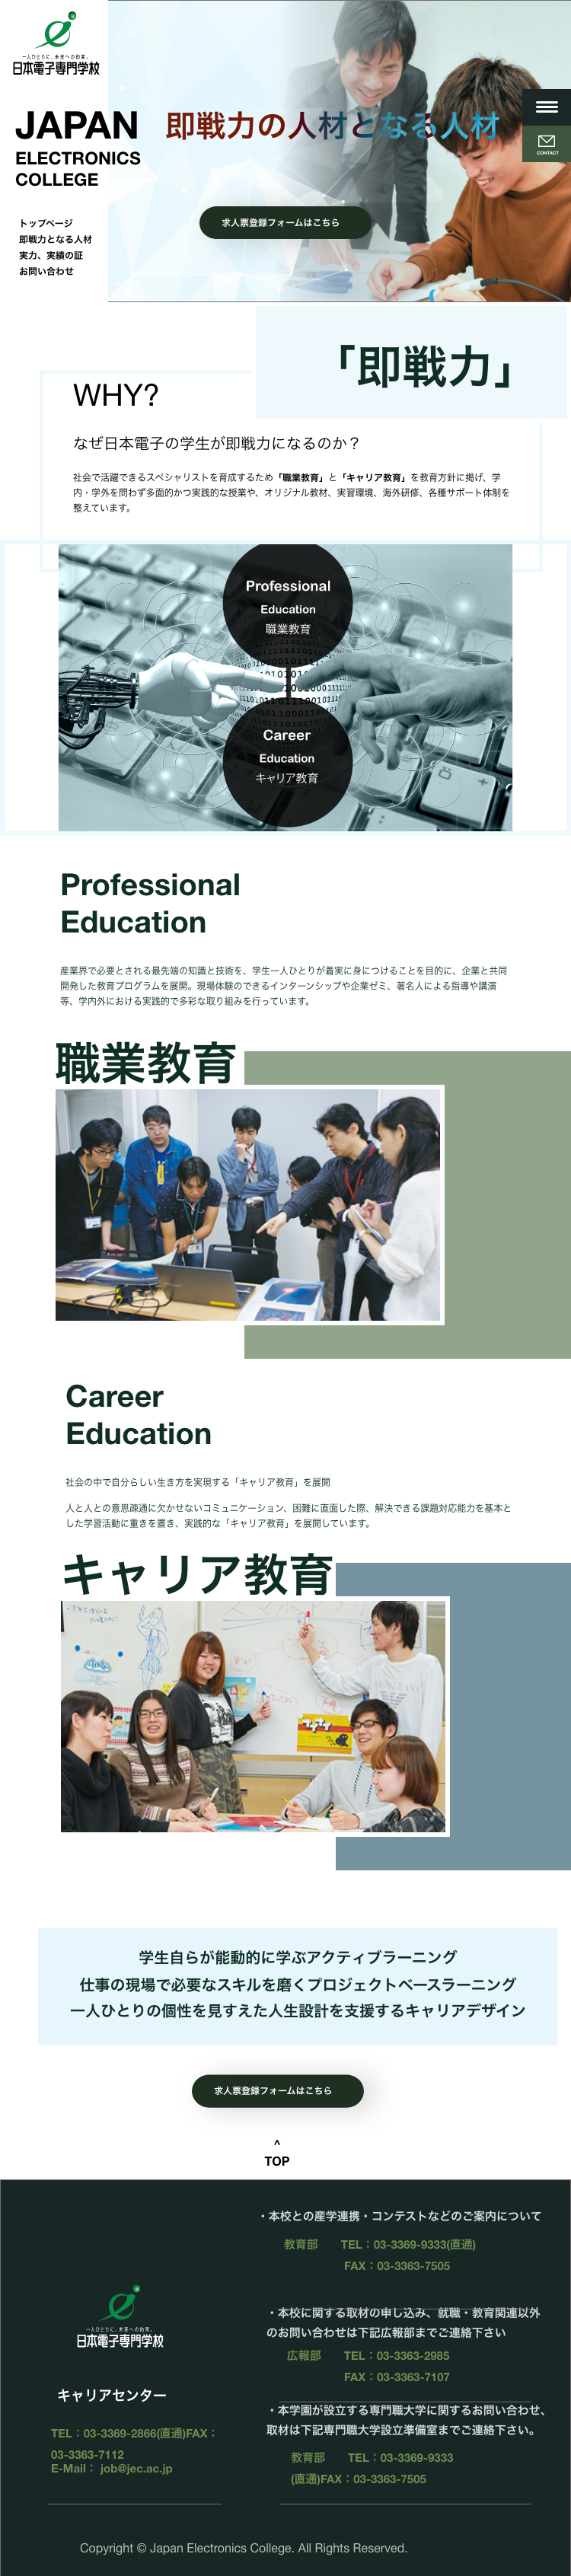 一人ひとりに、未来への約束。
日本電子専門学校
JAPAN
ELECTRONICS
COLLEGE
即戦力の人材となる人材
CONTACT
求人票登録フォームはこちら
トップページ
即戦力となる人材
実力、実績の証
お問い合わせ
「即戦力」
WHY?
なぜ日本電子の学生が即戦力になるのか？
社会で活躍できるスペシャリストを育成するため「職業教育」と「キャリア教育」を教育方針に掲げ、学
内・学外を問わず多面的かつ実践的な授業や、オリジナル教材、実習環境、海外研修、各種サポート体制を
整えています。
Professional
Education
職業教育
Career
Education
キャリア教育
Professional
Education
産業界で必要とされる最先端の知識と技術を、学生一人ひとりが着実に身につけることを目的に、企業と共同
開発した教育プログラムを展開。現場体験のできるインターンシップや企業ゼミ、著名人による指導や講演
等、学内外における実践的で多彩な取り組みを行っています。
職業教育
Career
Education
社会の中で自分らしい生き方を実現する「キャリア教育」を展開
人と人との意思疎通に欠かせないコミュニケーション、困難に直面した際、解決できる課題対応能力を基本と
した学習活動に重きを置き、実践的な「キャリア教育」を展開しています。
キャリア教育
学生自らが能動的に学ぶアクティブラーニング
仕事の現場で必要なスキルを磨くプロジェクトベースラーニング
一人ひとりの個性を見すえた人生設計を支援するキャリアデザイン
求人票登録フォームはこちら
^
TOP
一人ひとりに、未来への約束。
日本電子専門学校
キャリアセンター
TEL：03-3369-2866(直通)FAX：
03-3363-7112
E-Mail： job@jec.ac.jp
・本校との産学連携・コンテストなどのご案内について
教育部 TEL：03-3369-9333(直通)
FAX：03-3363-7505
・本校に関する取材の申し込み、就職・教育関連以外
のお問い合わせは下記広報部までご連絡下さい
広報部 TEL：03-3363-2985
FAX：03-3363-7107
・本学園が設立する専門職大学に関するお問い合わせ、
取材は下記専門職大学設立準備室までご連絡下さい。
教育部 TEL：03-3369-9333
(直通)FAX：03-3363-7505
Copyright © Japan Electronics College. All Rights Reserved.